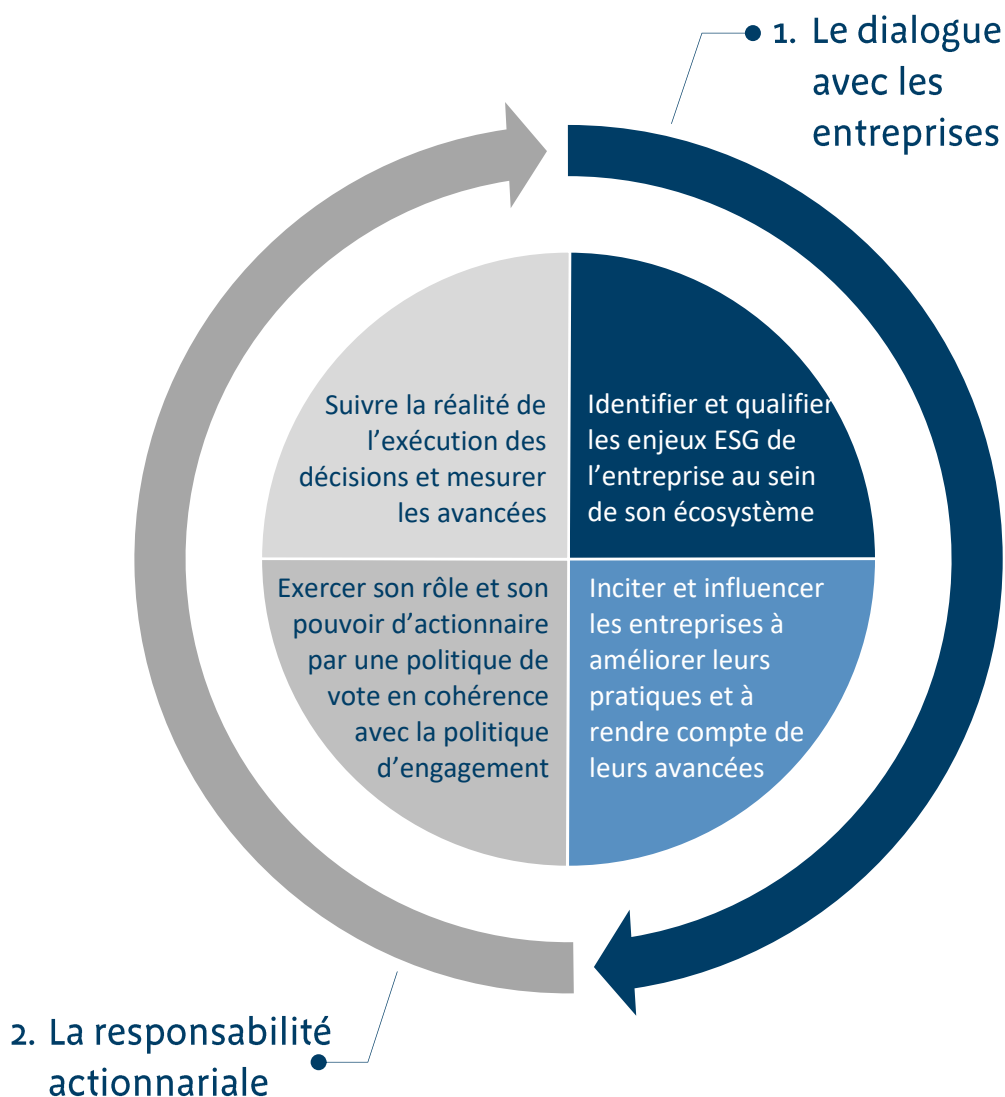 1. Le dialogue
avec les
entreprises
Suivre la réalité de
l’exécution des
décisions et mesurer
les avancées
Identifier et qualifier
les enjeux ESG de
l’entreprise au sein
de son écosystème
Exercer son rôle et son
pouvoir d’actionnaire
par une politique de
vote en cohérence
avec la politique
d’engagement
Inciter et influencer
les entreprises à
améliorer leurs
pratiques et à
rendre compte de
leurs avancées
2. La responsabilité
actionnariale